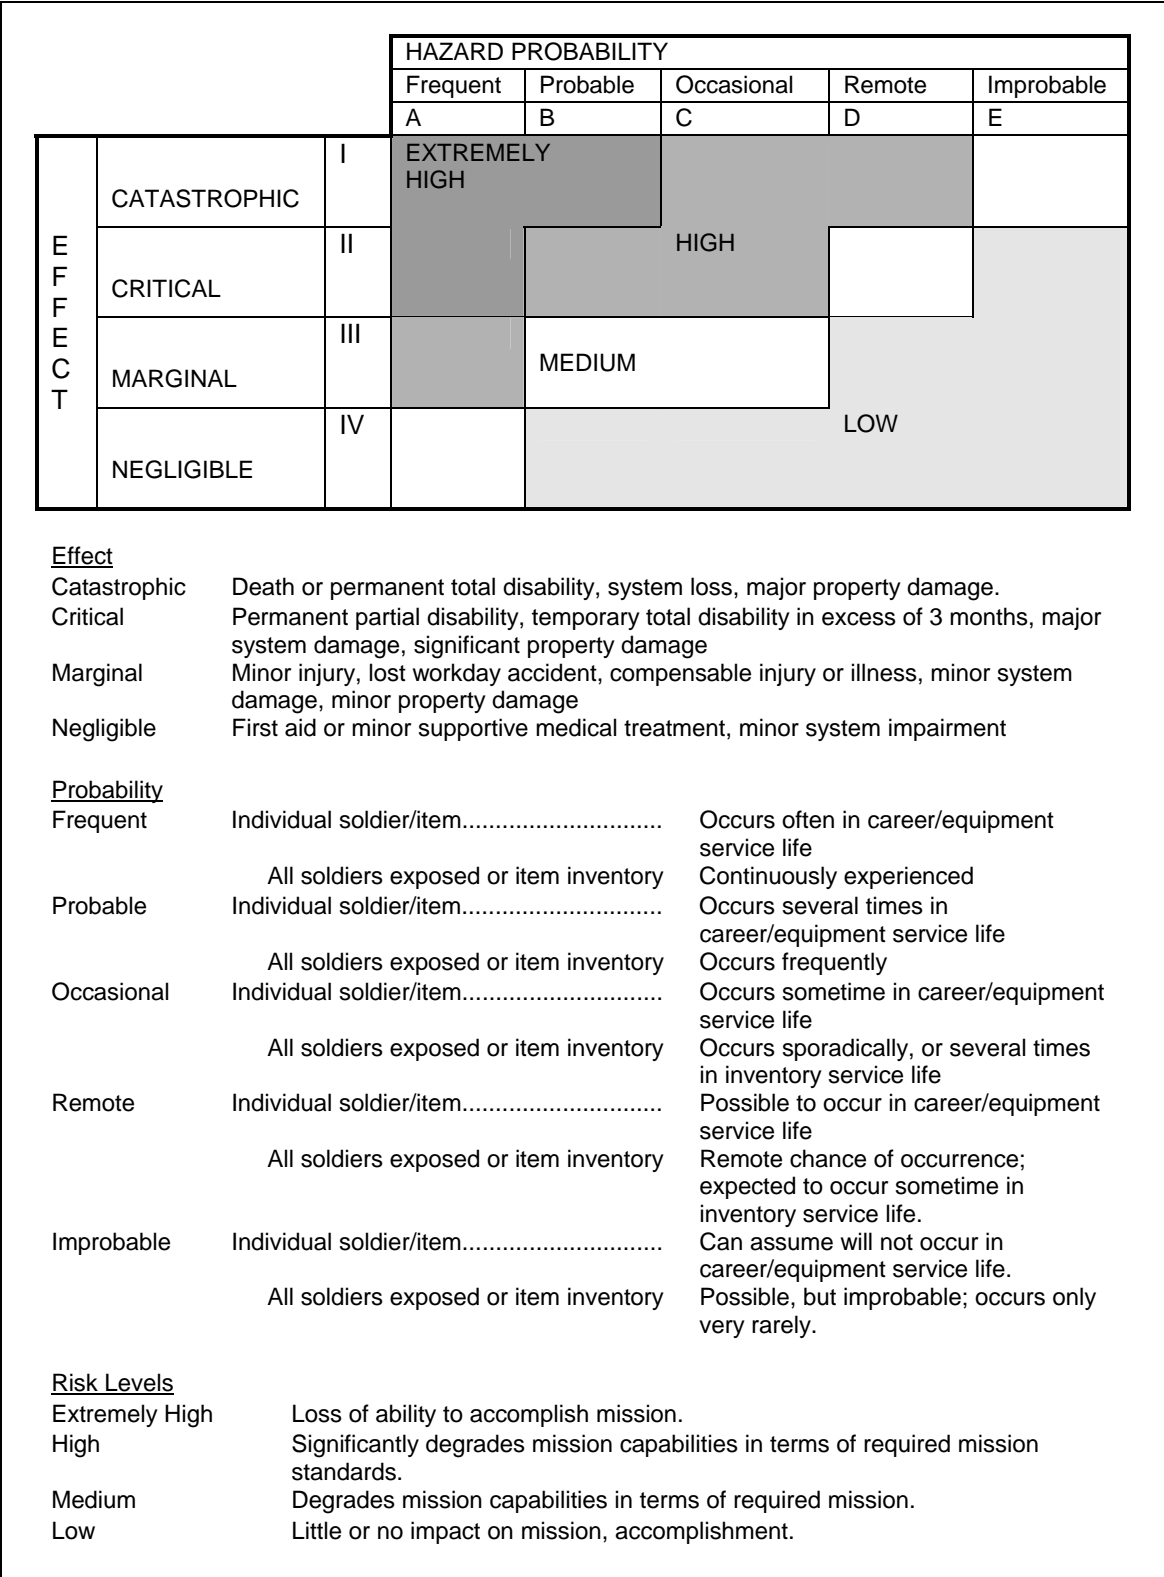 HAZARD PROBABILITY
Frequent Probable Occasional Remote Improbable
A B C D E
EFFECT
CATASTROPHIC I EXTREMELY
HIGH
CRITICAL II HIGH
MARGINAL III MEDIUM
NEGLIGIBLE IV LOW
Effect
Catastrophic Death or permanent total disability, system loss, major property damage.
Critical Permanent partial disability, temporary total disability in excess of 3 months, major
system damage, significant property damage
Marginal Minor injury, lost workday accident, compensable injury or illness, minor system
damage, minor property damage
Negligible First aid or minor supportive medical treatment, minor system impairment
Probability
Frequent Individual soldier/item.............................. Occurs often in career/equipment
service life
All soldiers exposed or item inventory Continuously experienced
Probable Individual soldier/item.............................. Occurs several times in
career/equipment service life
All soldiers exposed or item inventory Occurs frequently
Occasional Individual soldier/item.............................. Occurs sometime in career/equipment
service life
All soldiers exposed or item inventory Occurs sporadically, or several times
in inventory service life
Remote Individual soldier/item.............................. Possible to occur in career/equipment
service life
All soldiers exposed or item inventory Remote chance of occurrence;
expected to occur sometime in
inventory service life.
Improbable Individual soldier/item.............................. Can assume will not occur in
career/equipment service life.
All soldiers exposed or item inventory Possible, but improbable; occurs only
very rarely.
Risk Levels
Extremely High Loss of ability to accomplish mission.
High Significantly degrades mission capabilities in terms of required mission
standards.
Medium Degrades mission capabilities in terms of required mission.
Low Little or no impact on mission, accomplishment.